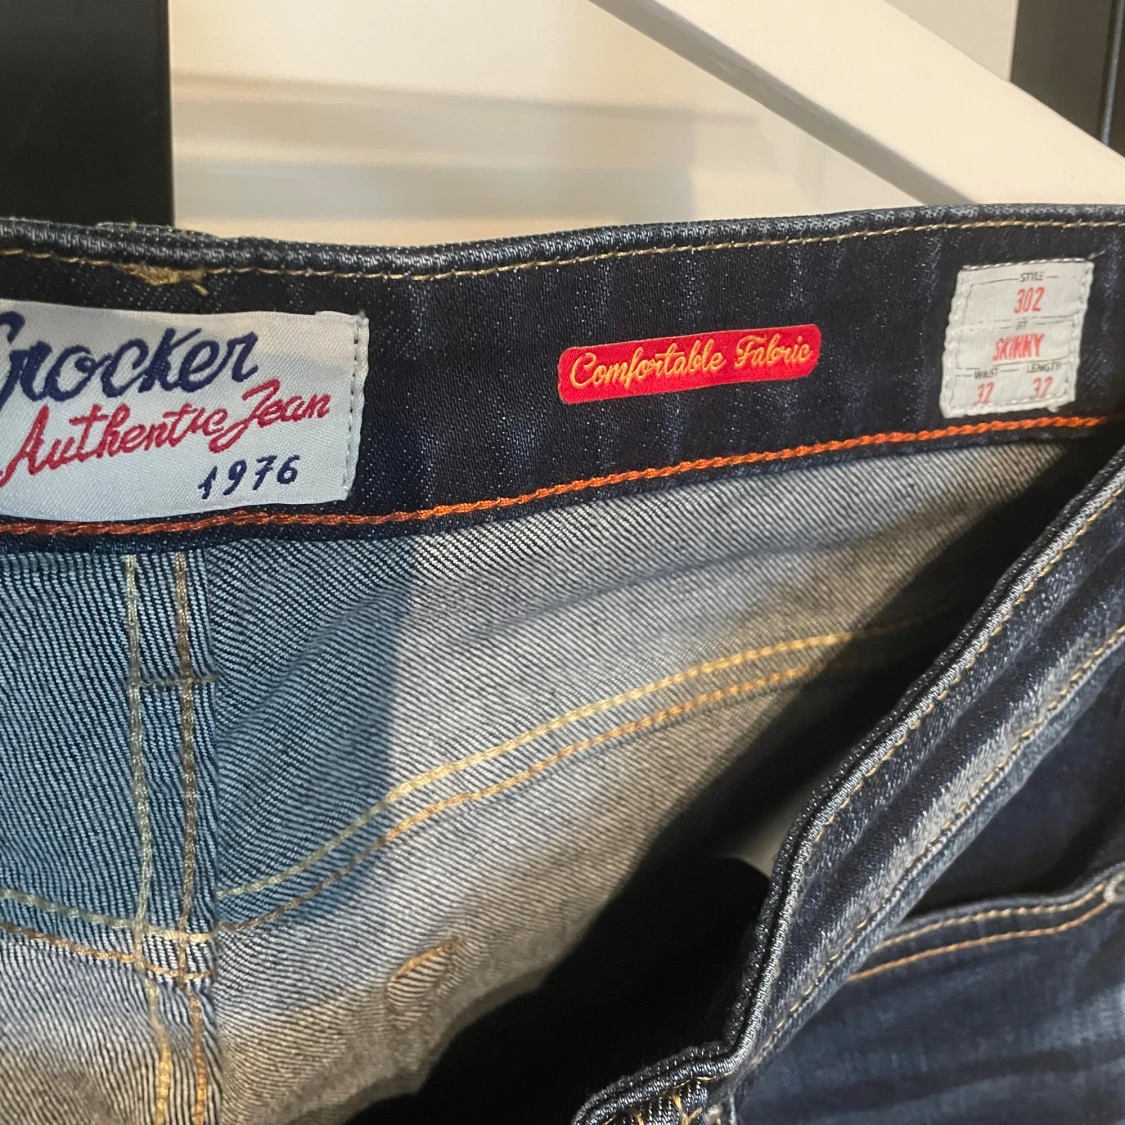 Crocker
Authentic Jean
1976
Comfortable Fabric
STYLE
302
FIT
SKINNY
WAIST LENGTH
32 32